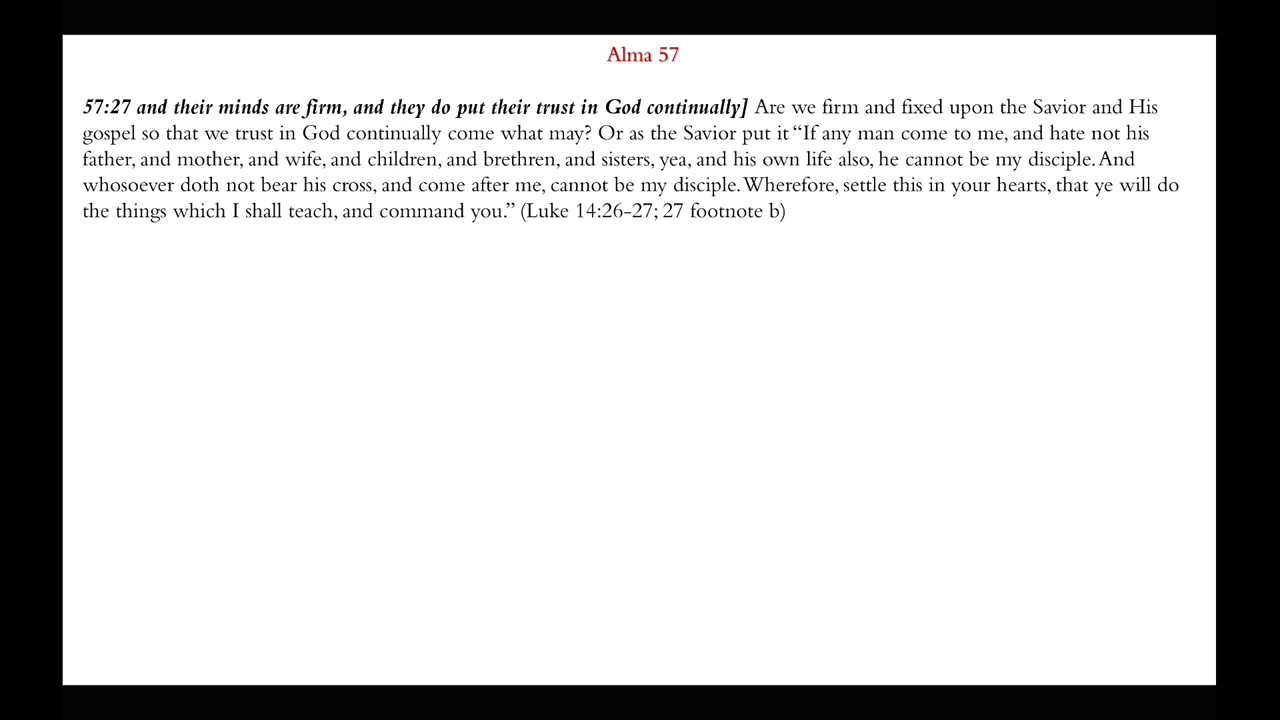 Alma 57
57:27 and their minds are firm, and they do put their trust in God continually] Are we firm and fixed upon the Savior and His
gospel so that we trust in God continually come what may? Or as the Savior put it “If any man come to me, and hate not his
father, and mother, and wife, and children, and brethren, and sisters, yea, and his own life also, he cannot be my disciple. And
whosoever doth not bear his cross, and come after me, cannot be my disciple. Wherefore, settle this in your hearts, that ye will do
the things which I shall teach, and command you.” (Luke 14:26-27; 27 footnote b)